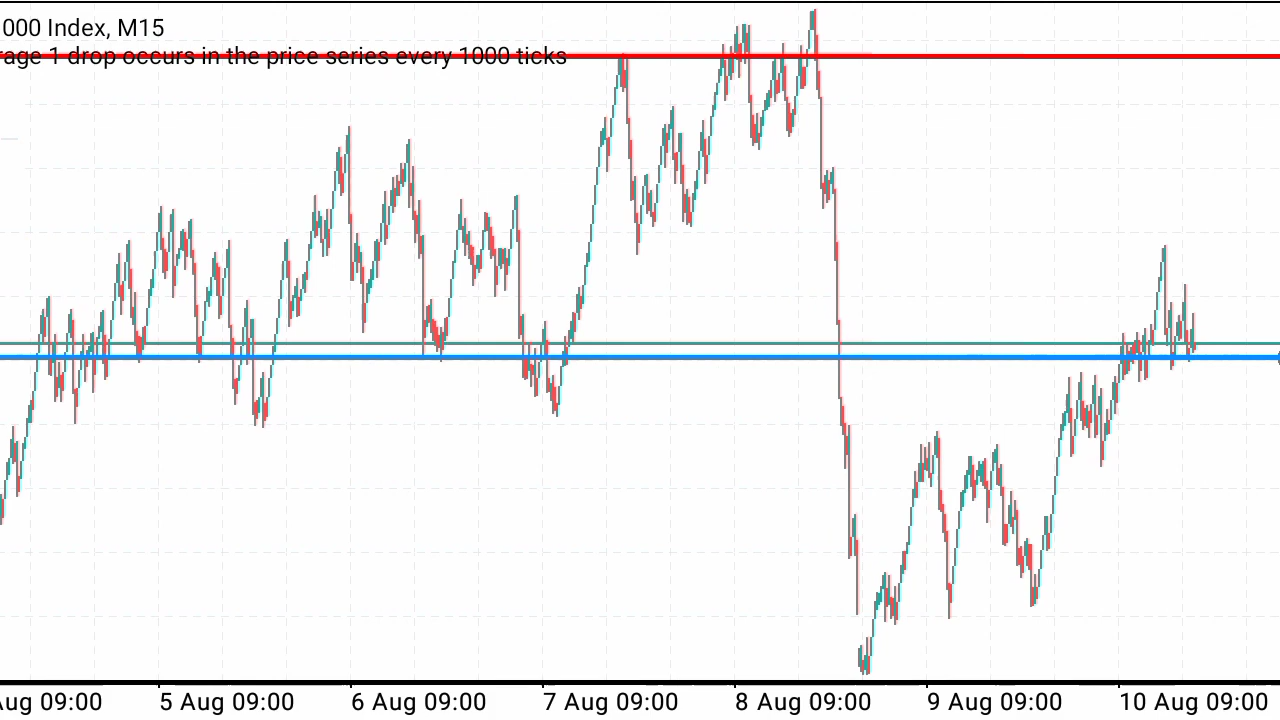 000 Index, M15
rage 1 drop occurs in the price series every 1000 ticks
Aug 09:00 5 Aug 09:00 6 Aug 09:00 7 Aug 09:00 8 Aug 09:00 9 Aug 09:00 10 Aug 09:00